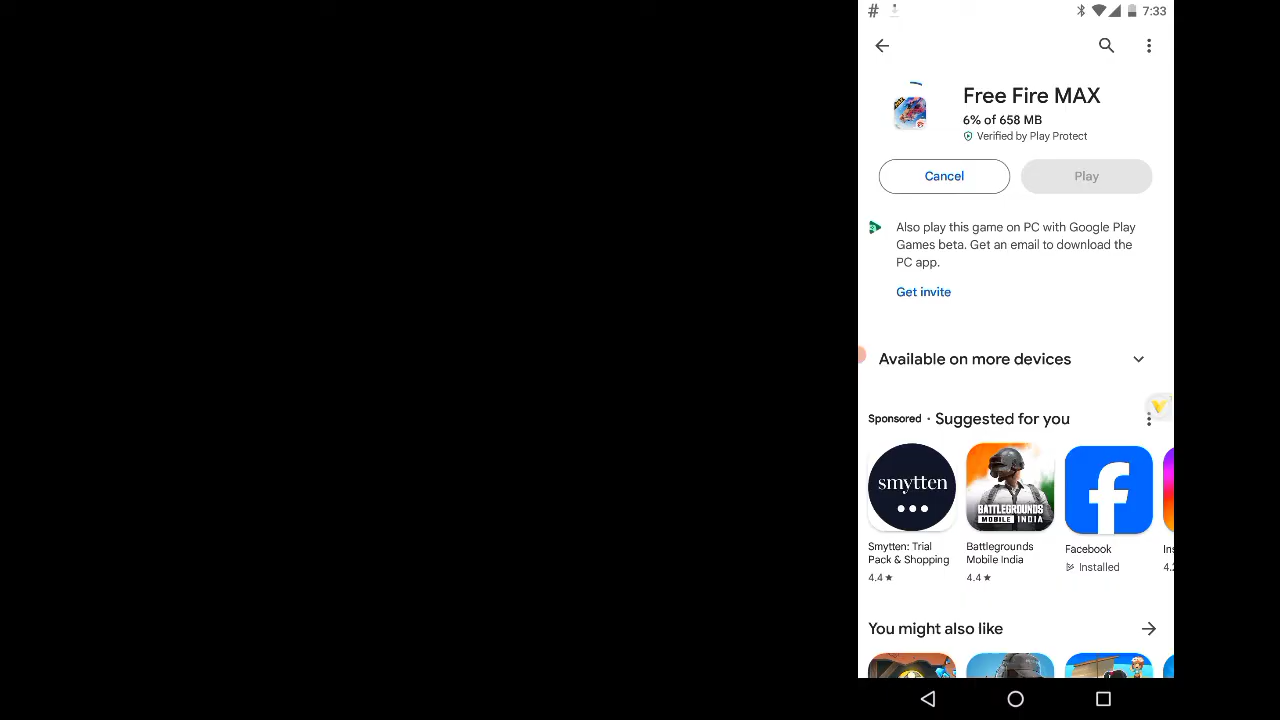 # 7:33
Free Fire MAX
6% of 658 MB
Verified by Play Protect
Cancel Play
Also play this game on PC with Google Play
Games beta. Get an email to download the
PC app.
Get invite
Available on more devices
Sponsored · Suggested for you
smytten
BATTLEGROUNDS
MOBILE INDIA
Smytten: Trial
Pack & Shopping
4.4 ★
Battlegrounds
Mobile India
4.4 ★
Facebook
Installed
Ins
4.2
You might also like